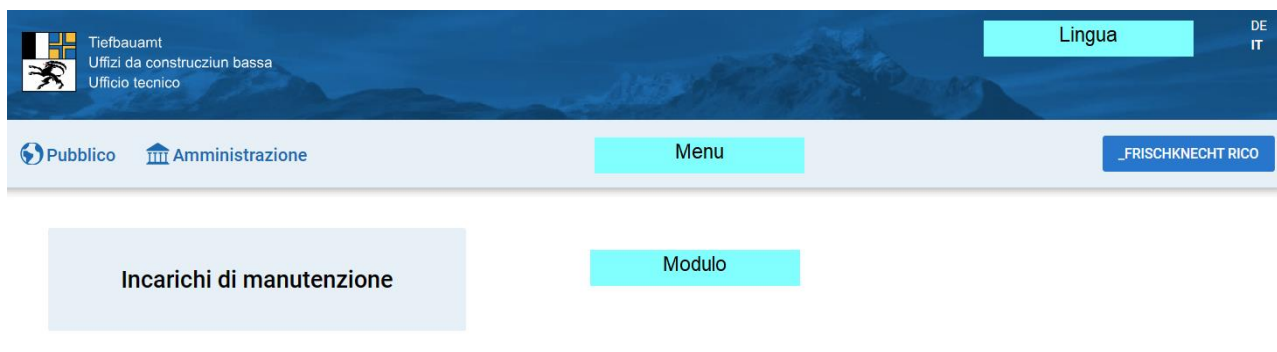 Tiefbauamt
Uffizi da construcziun bassa
Ufficio tecnico
Lingua
DE
IT
Pubblico
Amministrazione
Menu
_FRISCHKNECHT RICO
Incarichi di manutenzione
Modulo